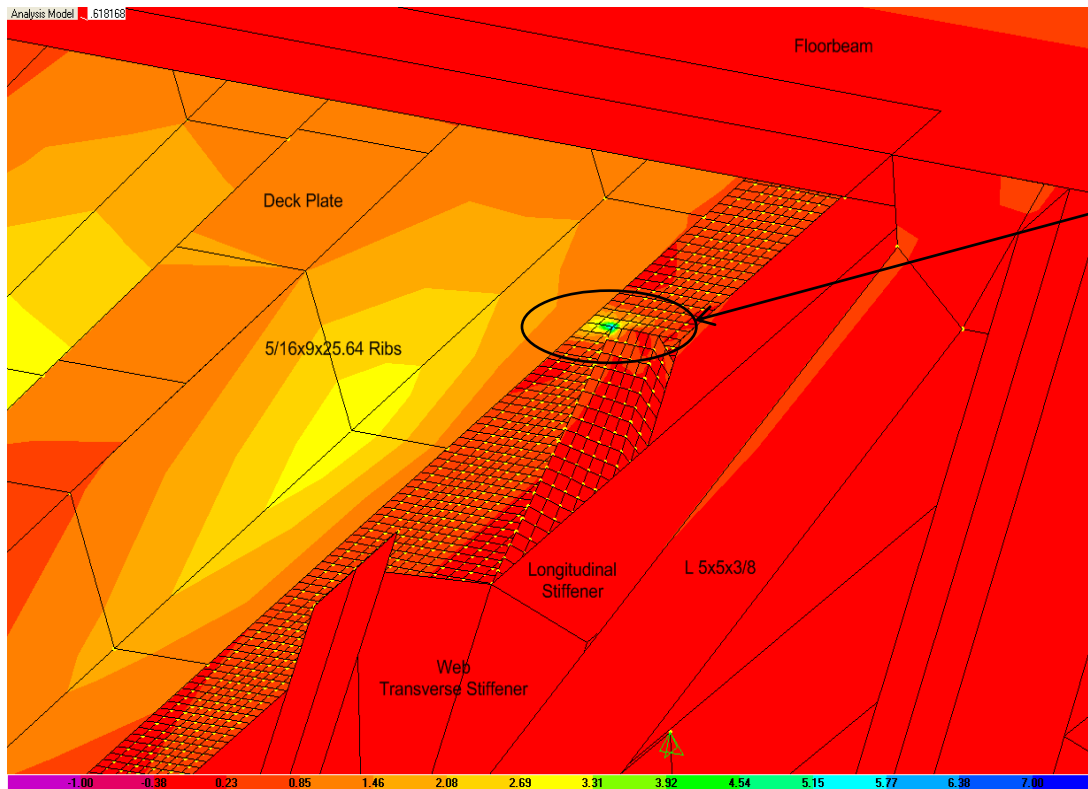 Analysis Model .618168
Floorbeam
Deck Plate
5/16x9x25.64 Ribs
Longitudinal
Stiffener
L 5x5x3/8
Web
Transverse Stiffener
-1.00 -0.38 0.23 0.85 1.46 2.08 2.69 3.31 3.92 4.54 5.15 5.77 6.38 7.00